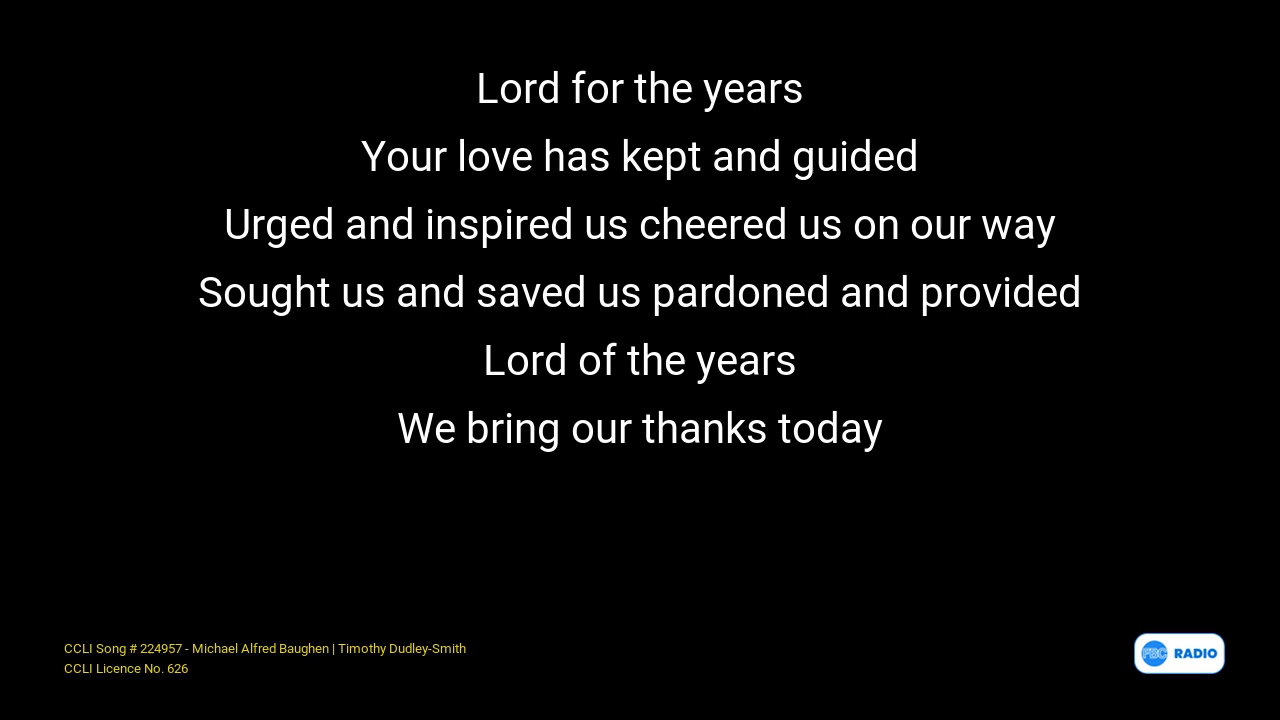 Lord for the years
Your love has kept and guided
Urged and inspired us cheered us on our way
Sought us and saved us pardoned and provided
Lord of the years
We bring our thanks today
CCLI Song # 224957 - Michael Alfred Baughen | Timothy Dudley-Smith
CCLI Licence No. 626
FBC RADIO